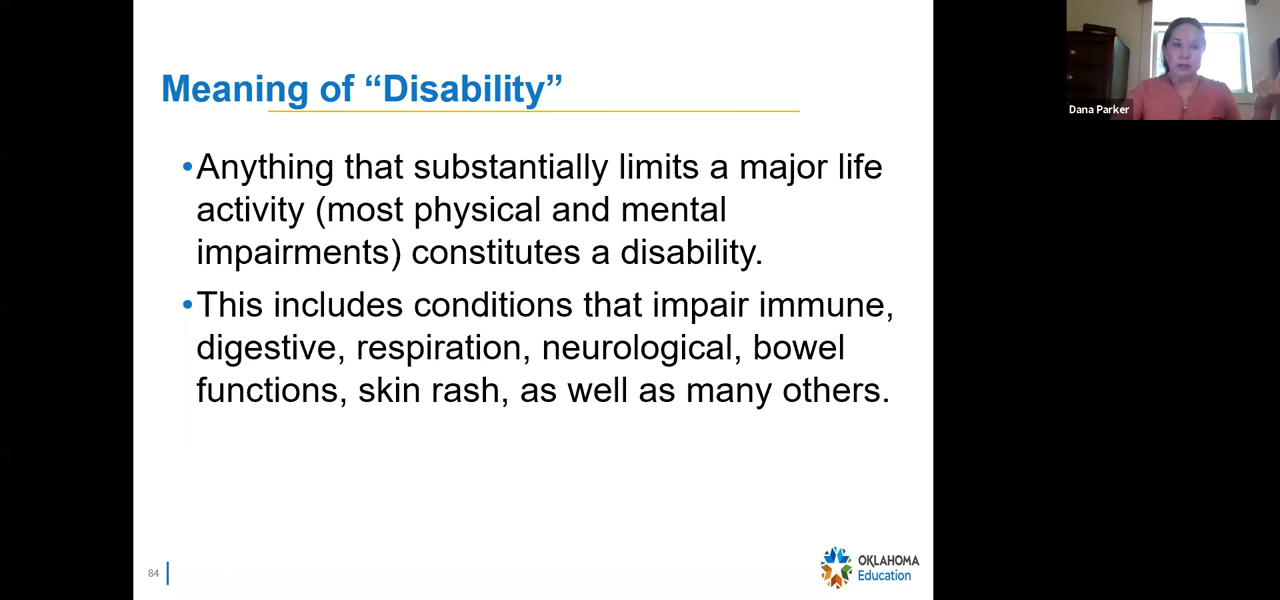 Meaning of “Disability”
•Anything that substantially limits a major life
activity (most physical and mental
impairments) constitutes a disability.
•This includes conditions that impair immune,
digestive, respiration, neurological, bowel
functions, skin rash, as well as many others.
84
OKLAHOMA
Education
Dana Parker